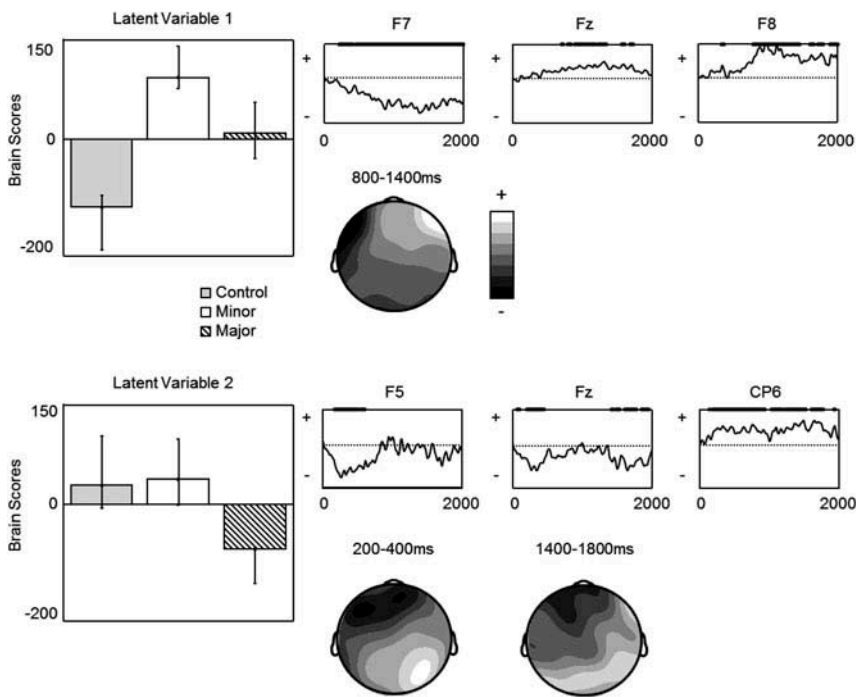 Latent Variable 1
150
0
-200
Brain Scores
Control
Minor
Major
F7
+
-
0 2000
Fz
+
-
0 2000
F8
+
-
0 2000
800-1400ms
+
-
Latent Variable 2
150
0
-200
Brain Scores
F5
+
-
0 2000
Fz
+
-
0 2000
CP6
+
-
0 2000
200-400ms
1400-1800ms